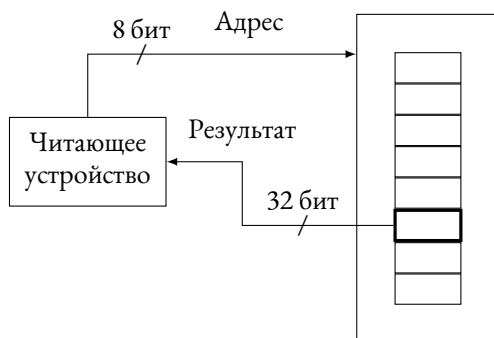 8 бит
Адрес
Читающее
устройство
Результат
32 бит